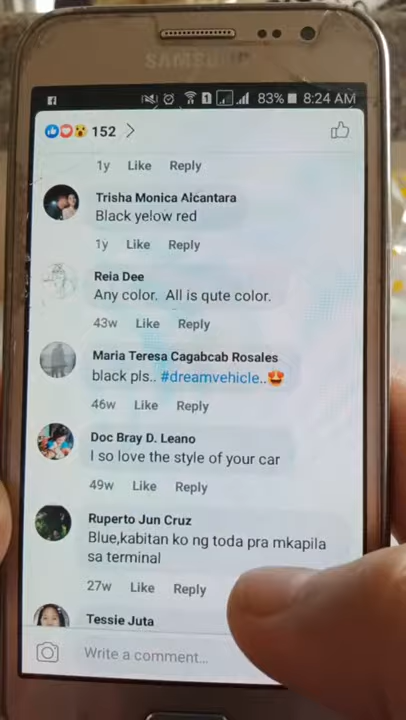 SAMSUNG
83% 8:24 AM
152
1y Like Reply
Trisha Monica Alcantara
Black yelow red
1y Like Reply
Reia Dee
Any color. All is qute color.
43w Like Reply
Maria Teresa Cagabcab Rosales
black pls.. #dreamvehicle..😍
46w Like Reply
Doc Bray D. Leano
I so love the style of your car
49w Like Reply
Ruperto Jun Cruz
Blue,kabitan ko ng toda pra mkapila
sa terminal
27w Like Reply
Tessie Juta
Write a comment...